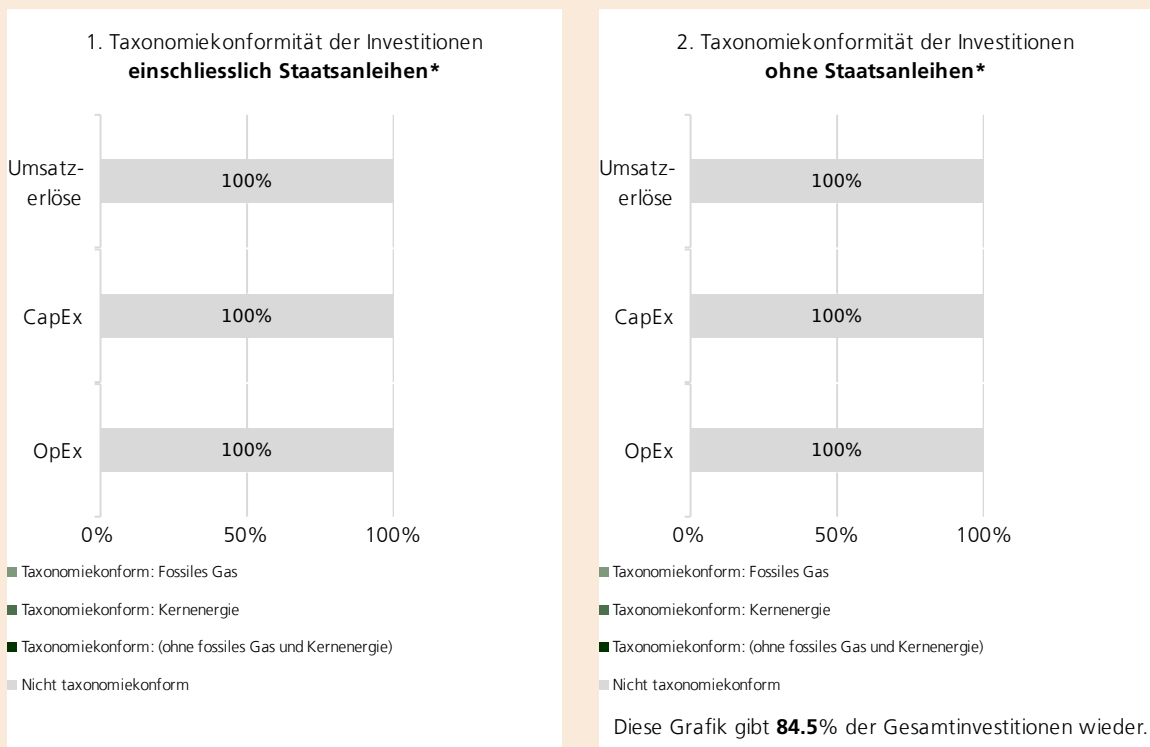 1. Taxonomiekonformität der Investitionen
einschliesslich Staatsanleihen*
Umsatz-
erlöse
100%
CapEx
100%
OpEx
100%
0% 50% 100%
Taxonomiekonform: Fossiles Gas
Taxonomiekonform: Kernenergie
Taxonomiekonform: (ohne fossiles Gas und Kernenergie)
Nicht taxonomiekonform
2. Taxonomiekonformität der Investitionen
ohne Staatsanleihen*
Umsatz-
erlöse
100%
CapEx
100%
OpEx
100%
0% 50% 100%
Taxonomiekonform: Fossiles Gas
Taxonomiekonform: Kernenergie
Taxonomiekonform: (ohne fossiles Gas und Kernenergie)
Nicht taxonomiekonform
Diese Grafik gibt 84.5% der Gesamtinvestitionen wieder.